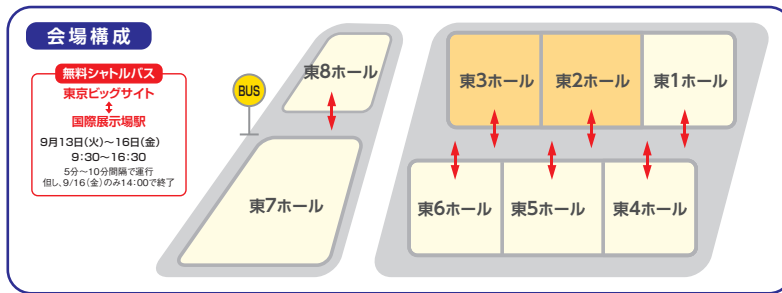 会場構成
無料シャトルバス
東京ビッグサイト
国際展示場駅
9月13日(火)〜16日(金)
9:30〜16:30
5分〜10分間隔で運行
但し、9/16(金)のみ14:00で終了
BUS
東8ホール
東7ホール
東3ホール
東2ホール
東1ホール
東6ホール
東5ホール
東4ホール